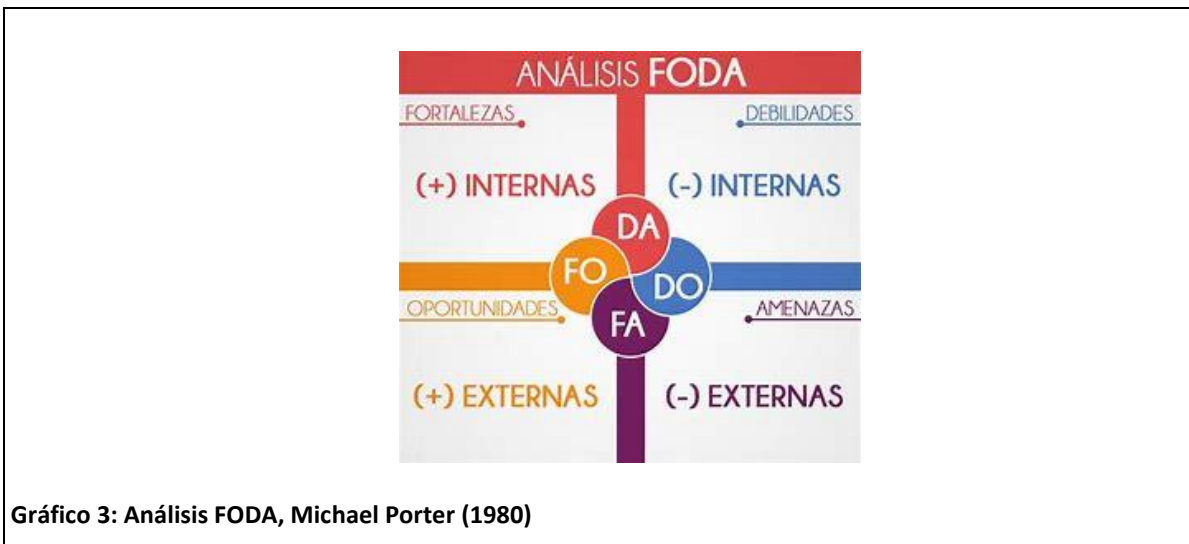 ANÁLISIS FODA
FORTALEZAS
DEBILIDADES
(+) INTERNAS
(-) INTERNAS
DA
FO
DO
FA
OPORTUNIDADES
AMENAZAS
(+) EXTERNAS
(-) EXTERNAS
Gráfico 3: Análisis FODA, Michael Porter (1980)